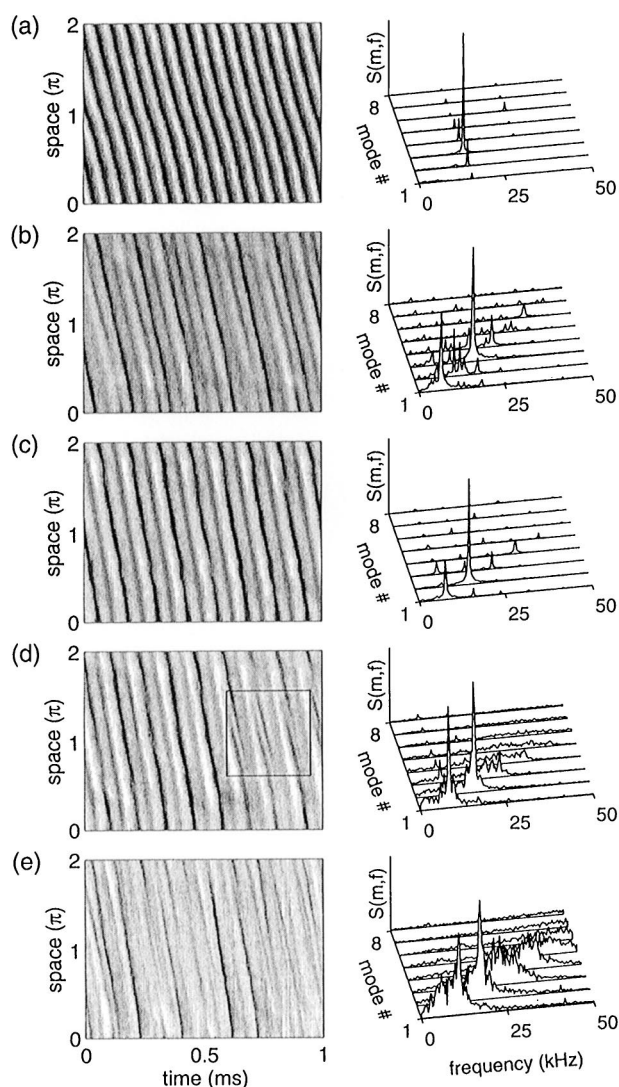 (a)
space (π)
2
1
0
S(m,f)
8
mode #
1
0
25
50
(b)
space (π)
2
1
0
S(m,f)
8
mode #
1
0
25
50
(c)
space (π)
2
1
0
S(m,f)
8
mode #
1
0
25
50
(d)
space (π)
2
1
0
S(m,f)
8
mode #
1
0
25
50
(e)
space (π)
2
1
0
0
0.5
1
time (ms)
S(m,f)
8
mode #
1
0
25
50
frequency (kHz)